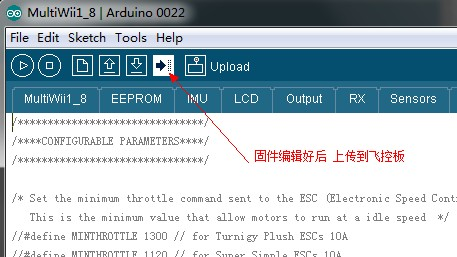 MultiWii1_8 | Arduino 0022
File Edit Sketch Tools Help
Upload
MultiWii1_8 EEPROM IMU LCD Output RX Sensors
/*******************************/
/****CONFIGURABLE PARAMETERS****/
/*******************************/
固件编辑好后 上传到飞控板
/* Set the minimum throttle command sent to the ESC (Electronic Speed Cont
This is the minimum value that allow motors to run at a idle speed */
//#define MINTHROTTLE 1300 // for Turnigy Plush ESCs 10A
//#define MINTHROTTLE 1120 // for Super Simple ESCs 10A